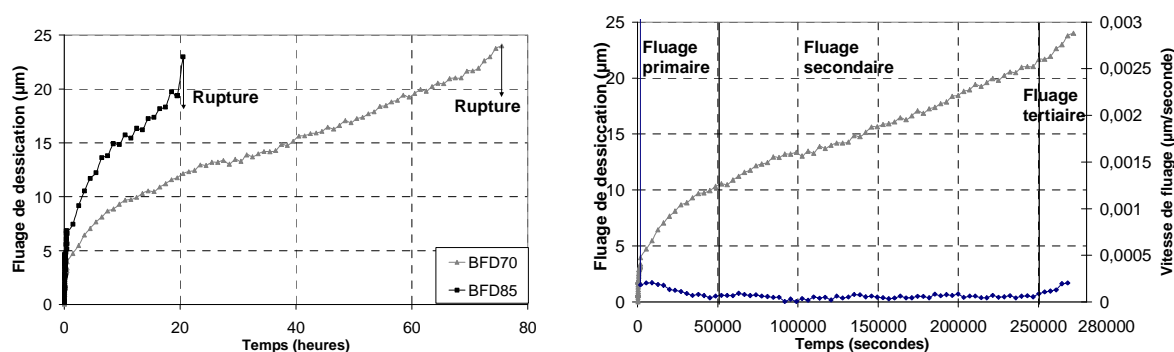 25
20
15
10
5
0
Fluage de dessication (µm)
Rupture
Rupture
BFD70
BFD85
0 20 40 60 80
Temps (heures)
25
20
15
10
5
0
Fluage de dessiccation (µm)
Fluage primaire
Fluage secondaire
Fluage tertiaire
0,003
0,0025
0,002
0,0015
0,001
0,0005
0
Vitesse de fluage (µm/seconde)
0 50000 100000 150000 200000 250000 280000
Temps (secondes)